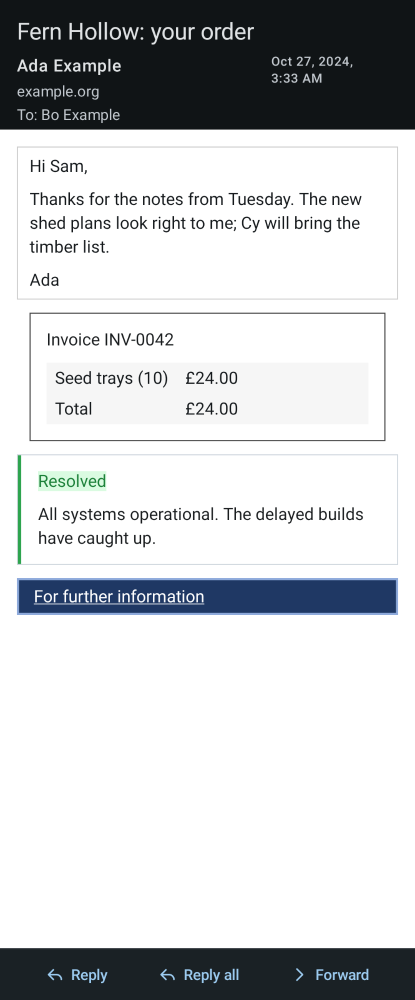 Fern Hollow: your order
Ada Example
Oct 27, 2024,
3:33 AM
example.org
To: Bo Example
Hi Sam,
Thanks for the notes from Tuesday. The new
shed plans look right to me; Cy will bring the
timber list.
Ada
Invoice INV-0042
Seed trays (10) £24.00
Total £24.00
Resolved
All systems operational. The delayed builds
have caught up.
For further information
Reply Reply all Forward